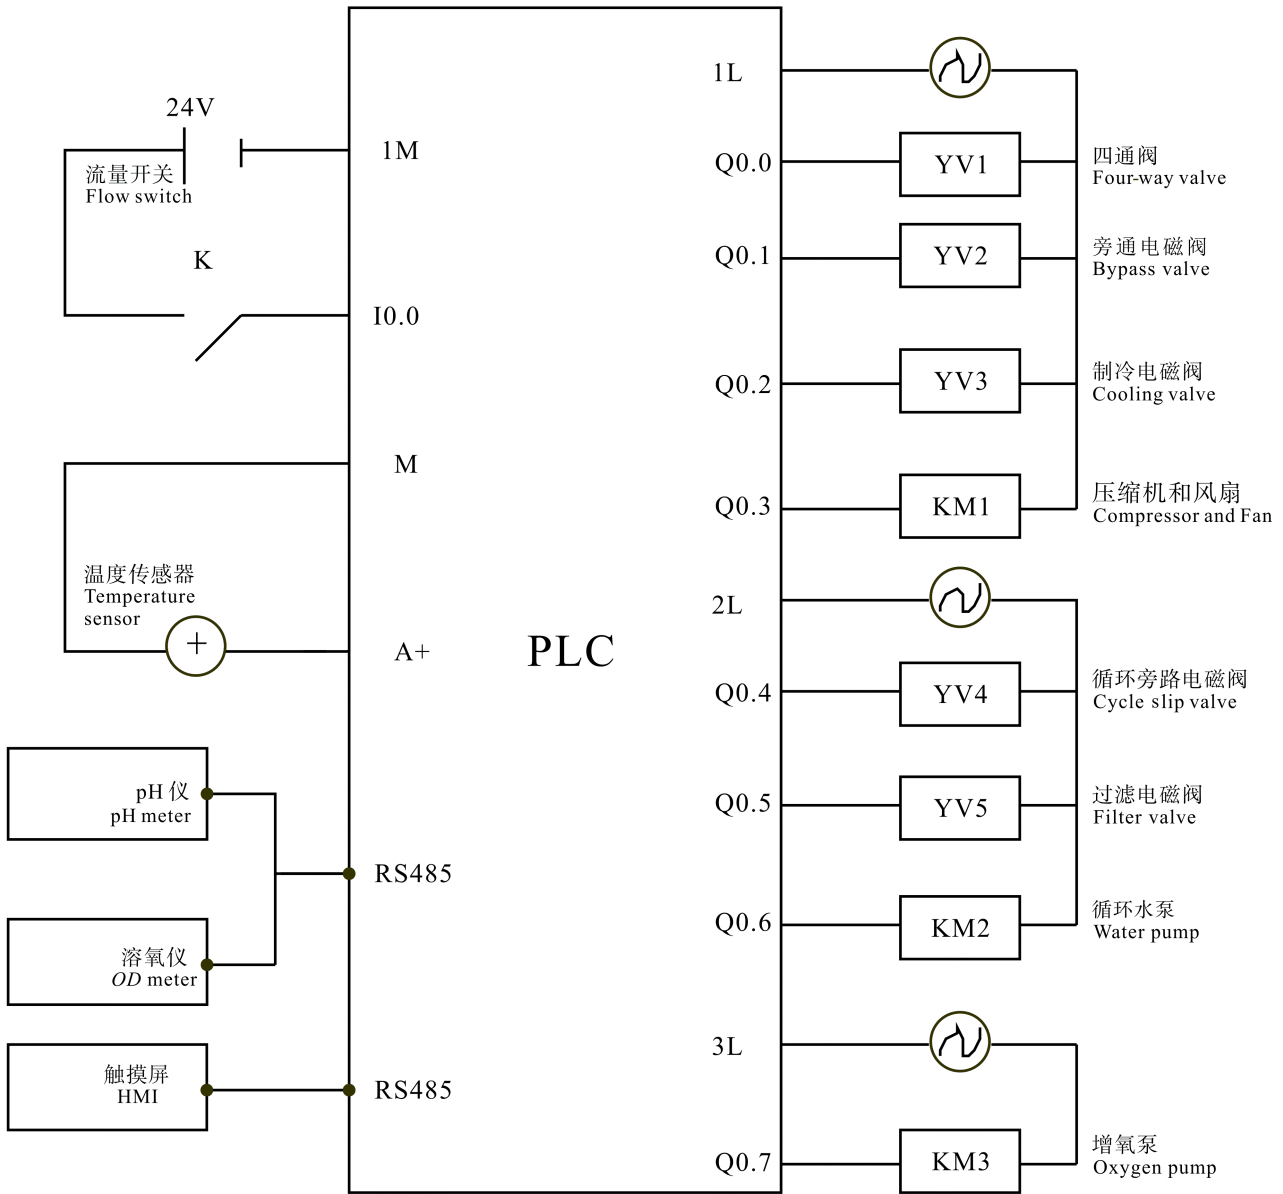 24V
流量开关
Flow switch
K
1M
I0.0
M
温度传感器
Temperature
sensor
+
A+
pH 仪
pH meter
RS485
溶氧仪
OD meter
触摸屏
HMI
RS485
PLC
1L
Q0.0
YV1
四通阀
Four-way valve
Q0.1
YV2
旁通电磁阀
Bypass valve
Q0.2
YV3
制冷电磁阀
Cooling valve
Q0.3
KM1
压缩机和风扇
Compressor and Fan
2L
Q0.4
YV4
循环旁路电磁阀
Cycle slip valve
Q0.5
YV5
过滤电磁阀
Filter valve
Q0.6
KM2
循环水泵
Water pump
3L
Q0.7
KM3
增氧泵
Oxygen pump